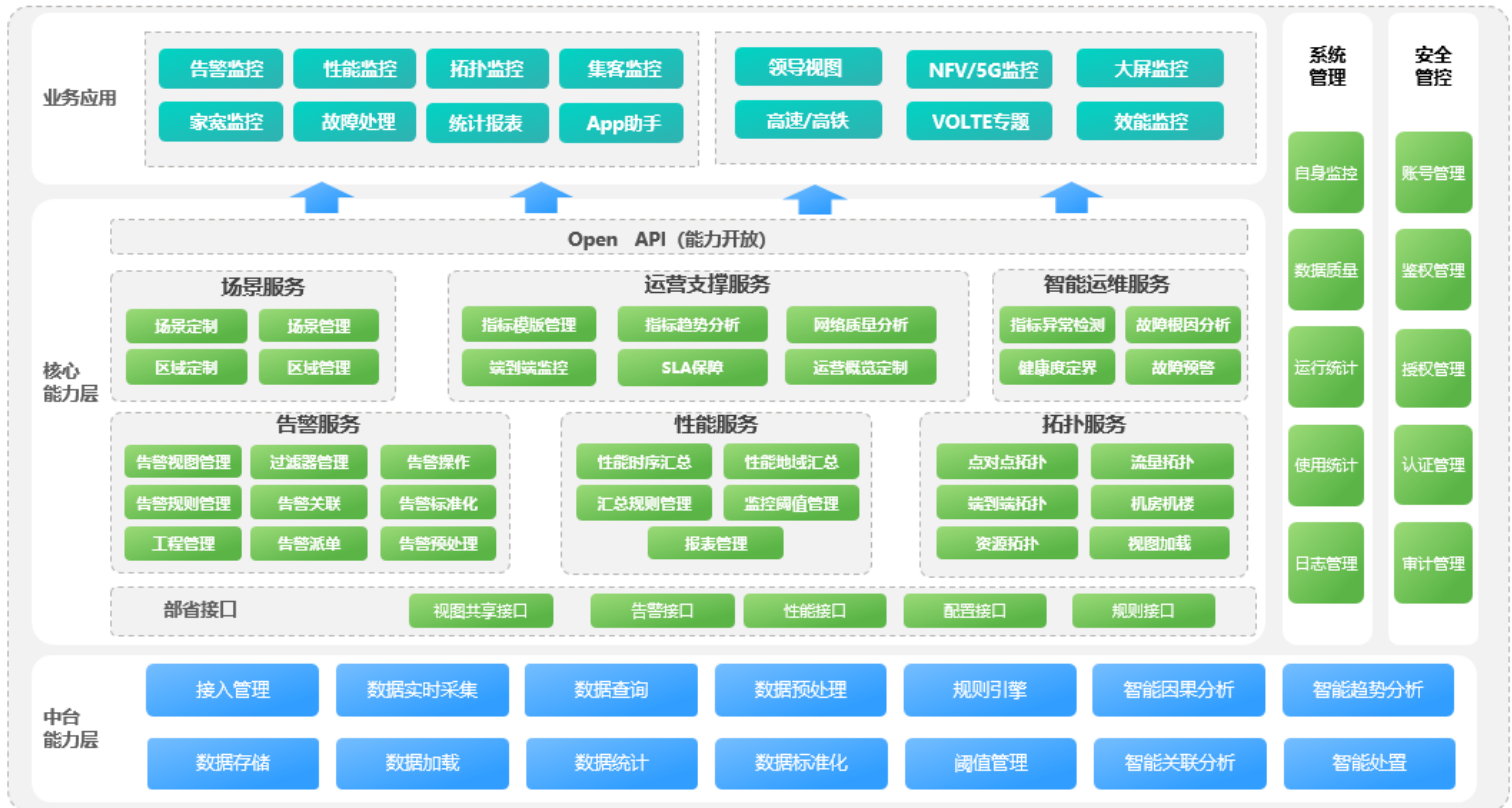 业务应用
告警监控 性能监控 拓扑监控 集客监控
家宽监控 故障处理 统计报表 App助手
领导视图 NFV/5G监控 大屏监控
高速/高铁 VOLTE专题 效能监控
核心
能力层
Open API (能力开放)
场景服务
场景定制 场景管理
区域定制 区域管理
运营支撑服务
指标模版管理 指标趋势分析 网络质量分析
端到端监控 SLA保障 运营概览定制
智能运维服务
指标异常检测 故障根因分析
健康度定界 故障预警
告警服务
告警视图管理 过滤器管理 告警操作
告警规则管理 告警关联 告警标准化
工程管理 告警派单 告警预处理
性能服务
性能时序汇总 性能地域汇总
汇总规则管理 监控阈值管理
报表管理
拓扑服务
点对点拓扑 流量拓扑
端到端拓扑 机房机楼
资源拓扑 视图加载
部省接口 视图共享接口 告警接口 性能接口 配置接口 规则接口
系统
管理
自身监控
数据质量
运行统计
使用统计
日志管理
安全
管控
账号管理
鉴权管理
授权管理
认证管理
审计管理
中台
能力层
接入管理 数据实时采集 数据查询 数据预处理 规则引擎 智能因果分析 智能趋势分析
数据存储 数据加载 数据统计 数据标准化 阈值管理 智能关联分析 智能处置